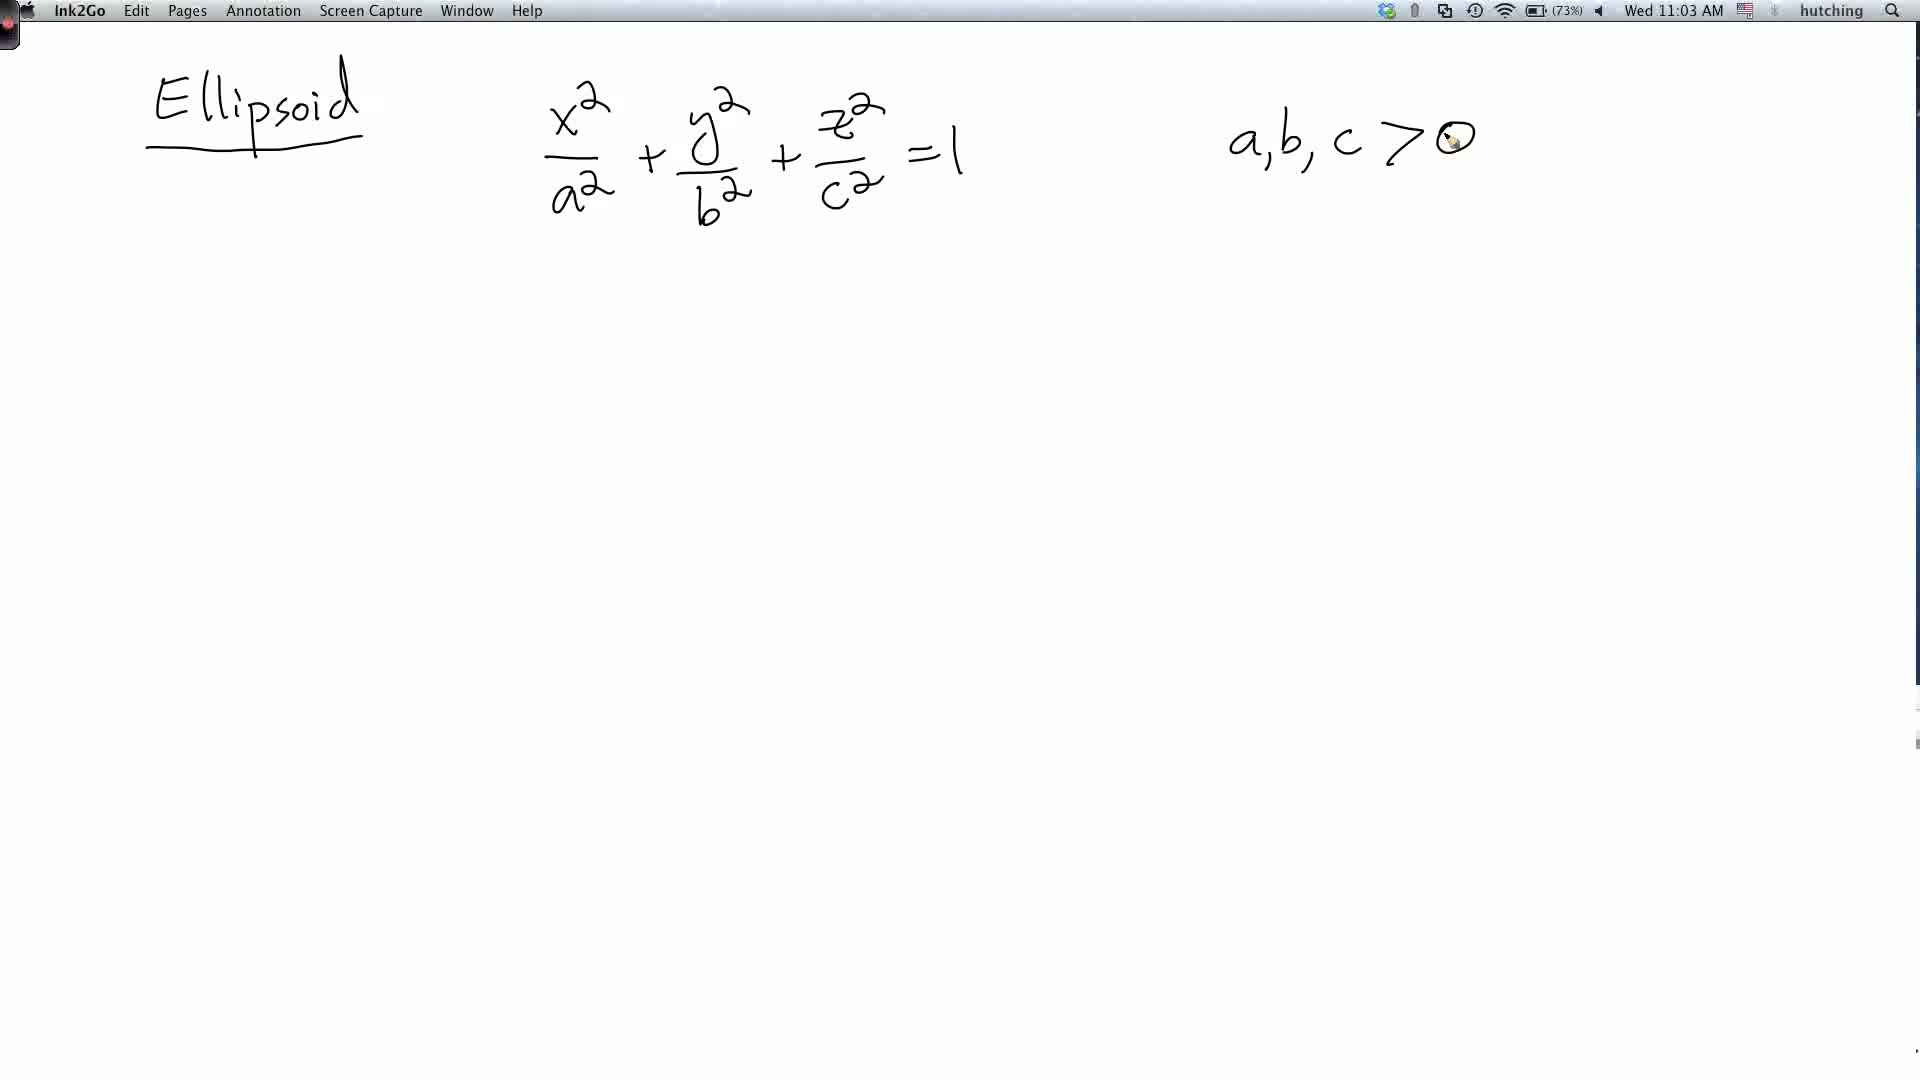 Ink2Go Edit Pages Annotation Screen Capture Window Help (73%) Wed 11:03 AM hutching
Ellipsoid x²/a² + y²/b² + z²/c² = 1 a, b, c > 0